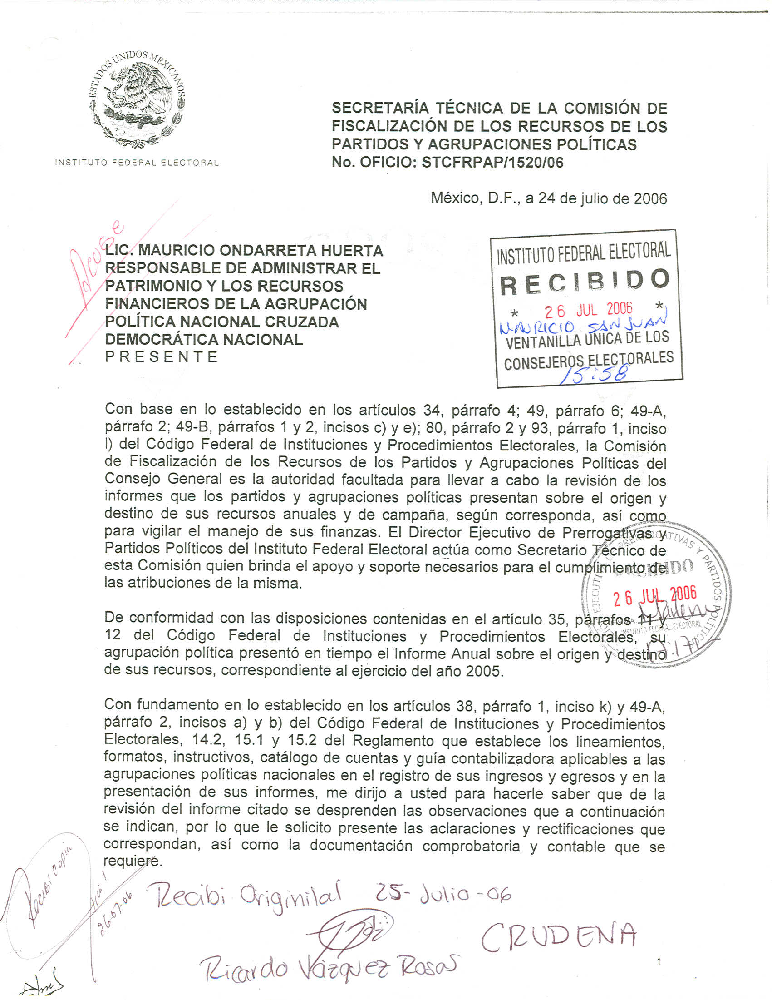 ESTADOS UNIDOS MEXICANOS
INSTITUTO FEDERAL ELECTORAL
SECRETARÍA TÉCNICA DE LA COMISIÓN DE
FISCALIZACIÓN DE LOS RECURSOS DE LOS
PARTIDOS Y AGRUPACIONES POLÍTICAS
No. OFICIO: STCFRPAP/1520/06
México, D.F., a 24 de julio de 2006
Acuse
LIC. MAURICIO ONDARRETA HUERTA
RESPONSABLE DE ADMINISTRAR EL
PATRIMONIO Y LOS RECURSOS
FINANCIEROS DE LA AGRUPACIÓN
POLÍTICA NACIONAL CRUZADA
DEMOCRÁTICA NACIONAL
P R E S E N T E
INSTITUTO FEDERAL ELECTORAL
RECIBIDO
* 26 JUL 2006 *
MAURICIO SAN JUAN
VENTANILLA UNICA DE LOS
CONSEJEROS ELECTORALES
15:58
Con base en lo establecido en los artículos 34, párrafo 4; 49, párrafo 6; 49-A,
párrafo 2; 49-B, párrafos 1 y 2, incisos c) y e); 80, párrafo 2 y 93, párrafo 1, inciso
l) del Código Federal de Instituciones y Procedimientos Electorales, la Comisión
de Fiscalización de los Recursos de los Partidos y Agrupaciones Políticas del
Consejo General es la autoridad facultada para llevar a cabo la revisión de los
informes que los partidos y agrupaciones políticas presentan sobre el origen y
destino de sus recursos anuales y de campaña, según corresponda, así como
para vigilar el manejo de sus finanzas. El Director Ejecutivo de Prerrogativas y
Partidos Políticos del Instituto Federal Electoral actúa como Secretario Técnico de
esta Comisión quien brinda el apoyo y soporte necesarios para el cumplimiento de
las atribuciones de la misma.
PRERROGATIVAS Y PARTIDOS POLÍTICOS
RECIBIDO
26 JUL 2006
INSTITUTO FEDERAL ELECTORAL
De conformidad con las disposiciones contenidas en el artículo 35, párrafos 11 y
12 del Código Federal de Instituciones y Procedimientos Electorales, su
agrupación política presentó en tiempo el Informe Anual sobre el origen y destino
de sus recursos, correspondiente al ejercicio del año 2005.
Con fundamento en lo establecido en los artículos 38, párrafo 1, inciso k) y 49-A,
párrafo 2, incisos a) y b) del Código Federal de Instituciones y Procedimientos
Electorales, 14.2, 15.1 y 15.2 del Reglamento que establece los lineamientos,
formatos, instructivos, catálogo de cuentas y guía contabilizadora aplicables a las
agrupaciones políticas nacionales en el registro de sus ingresos y egresos y en la
presentación de sus informes, me dirijo a usted para hacerle saber que de la
revisión del informe citado se desprenden las observaciones que a continuación
se indican, por lo que le solicito presente las aclaraciones y rectificaciones que
correspondan, así como la documentación comprobatoria y contable que se
requiere.
Recibí copia
26-07-06
Recibi Originilal 25-Julio-06
CRUDENA
Ricardo Vázquez Rosas
1